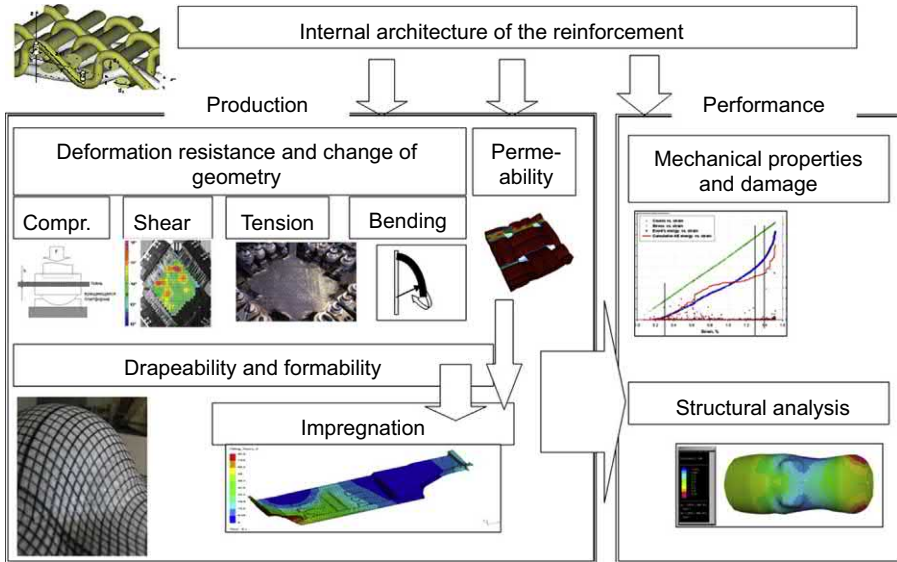 Internal architecture of the reinforcement
Production
Performance
Deformation resistance and change of
geometry
Perme-
ability
Mechanical properties
and damage
Compr.
Shear
Tension
Bending
Drapeability and formability
Impregnation
Structural analysis
Strain, %